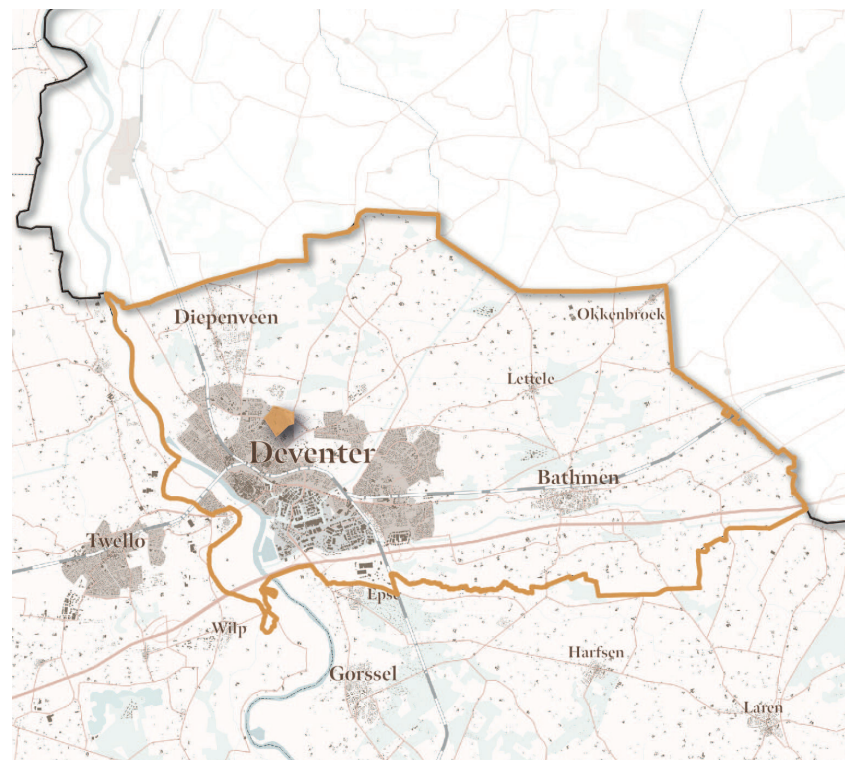 Diepenveen
Okkenbroek
Lettele
Deventer
Bathmen
Twello
Epse
Wilp
Harfsen
Gorssel
Laren